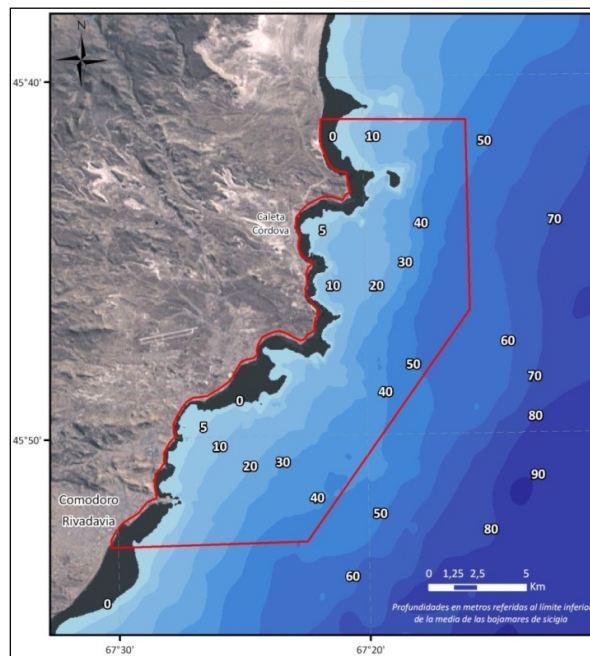 N
45°40'
0 10 50
Caleta
Córdova
5 40 70
30
10 20
60
50 70
0 40
80
5
45°50' 10 20 30
90
Comodoro
Rivadavia
40 50
80
0 1,25 2,5 5
Km
60
0
Profundidades en metros referidas al límite inferior
de la media de las bajamares de sicigia
67°30' 67°20'